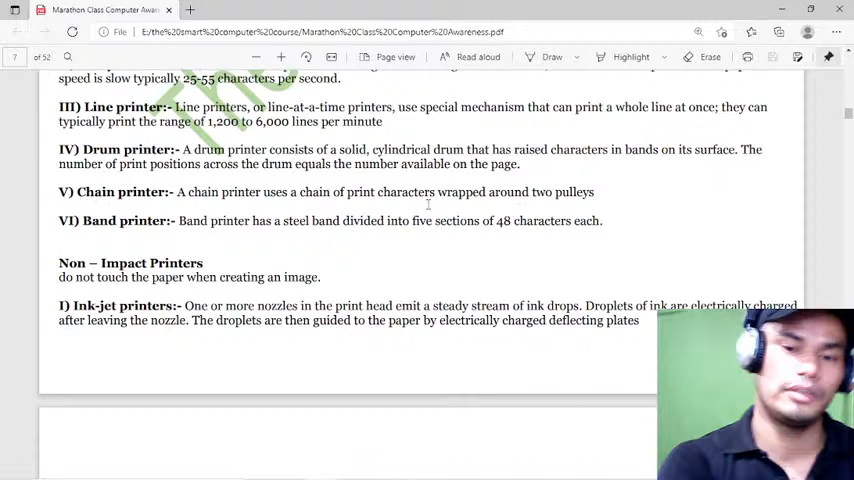 Marathon Class Computer Awar
File
E:/the%20smart%20computer%20course/Marathon%20Class%20Computer%20Awareness.pdf
7 of 52
Page view
Read aloud
Draw
Highlight
Erase
speed is slow typically 25-55 characters per second.
III) Line printer:- Line printers, or line-at-a-time printers, use special mechanism that can print a whole line at once; they can
typically print the range of 1,200 to 6,000 lines per minute
IV) Drum printer:- A drum printer consists of a solid, cylindrical drum that has raised characters in bands on its surface. The
number of print positions across the drum equals the number available on the page.
V) Chain printer:- A chain printer uses a chain of print characters wrapped around two pulleys
VI) Band printer:- Band printer has a steel band divided into five sections of 48 characters each.
Non – Impact Printers
do not touch the paper when creating an image.
I) Ink-jet printers:- One or more nozzles in the print head emit a steady stream of ink drops. Droplets of ink are electrically charged
after leaving the nozzle. The droplets are then guided to the paper by electrically charged deflecting plates